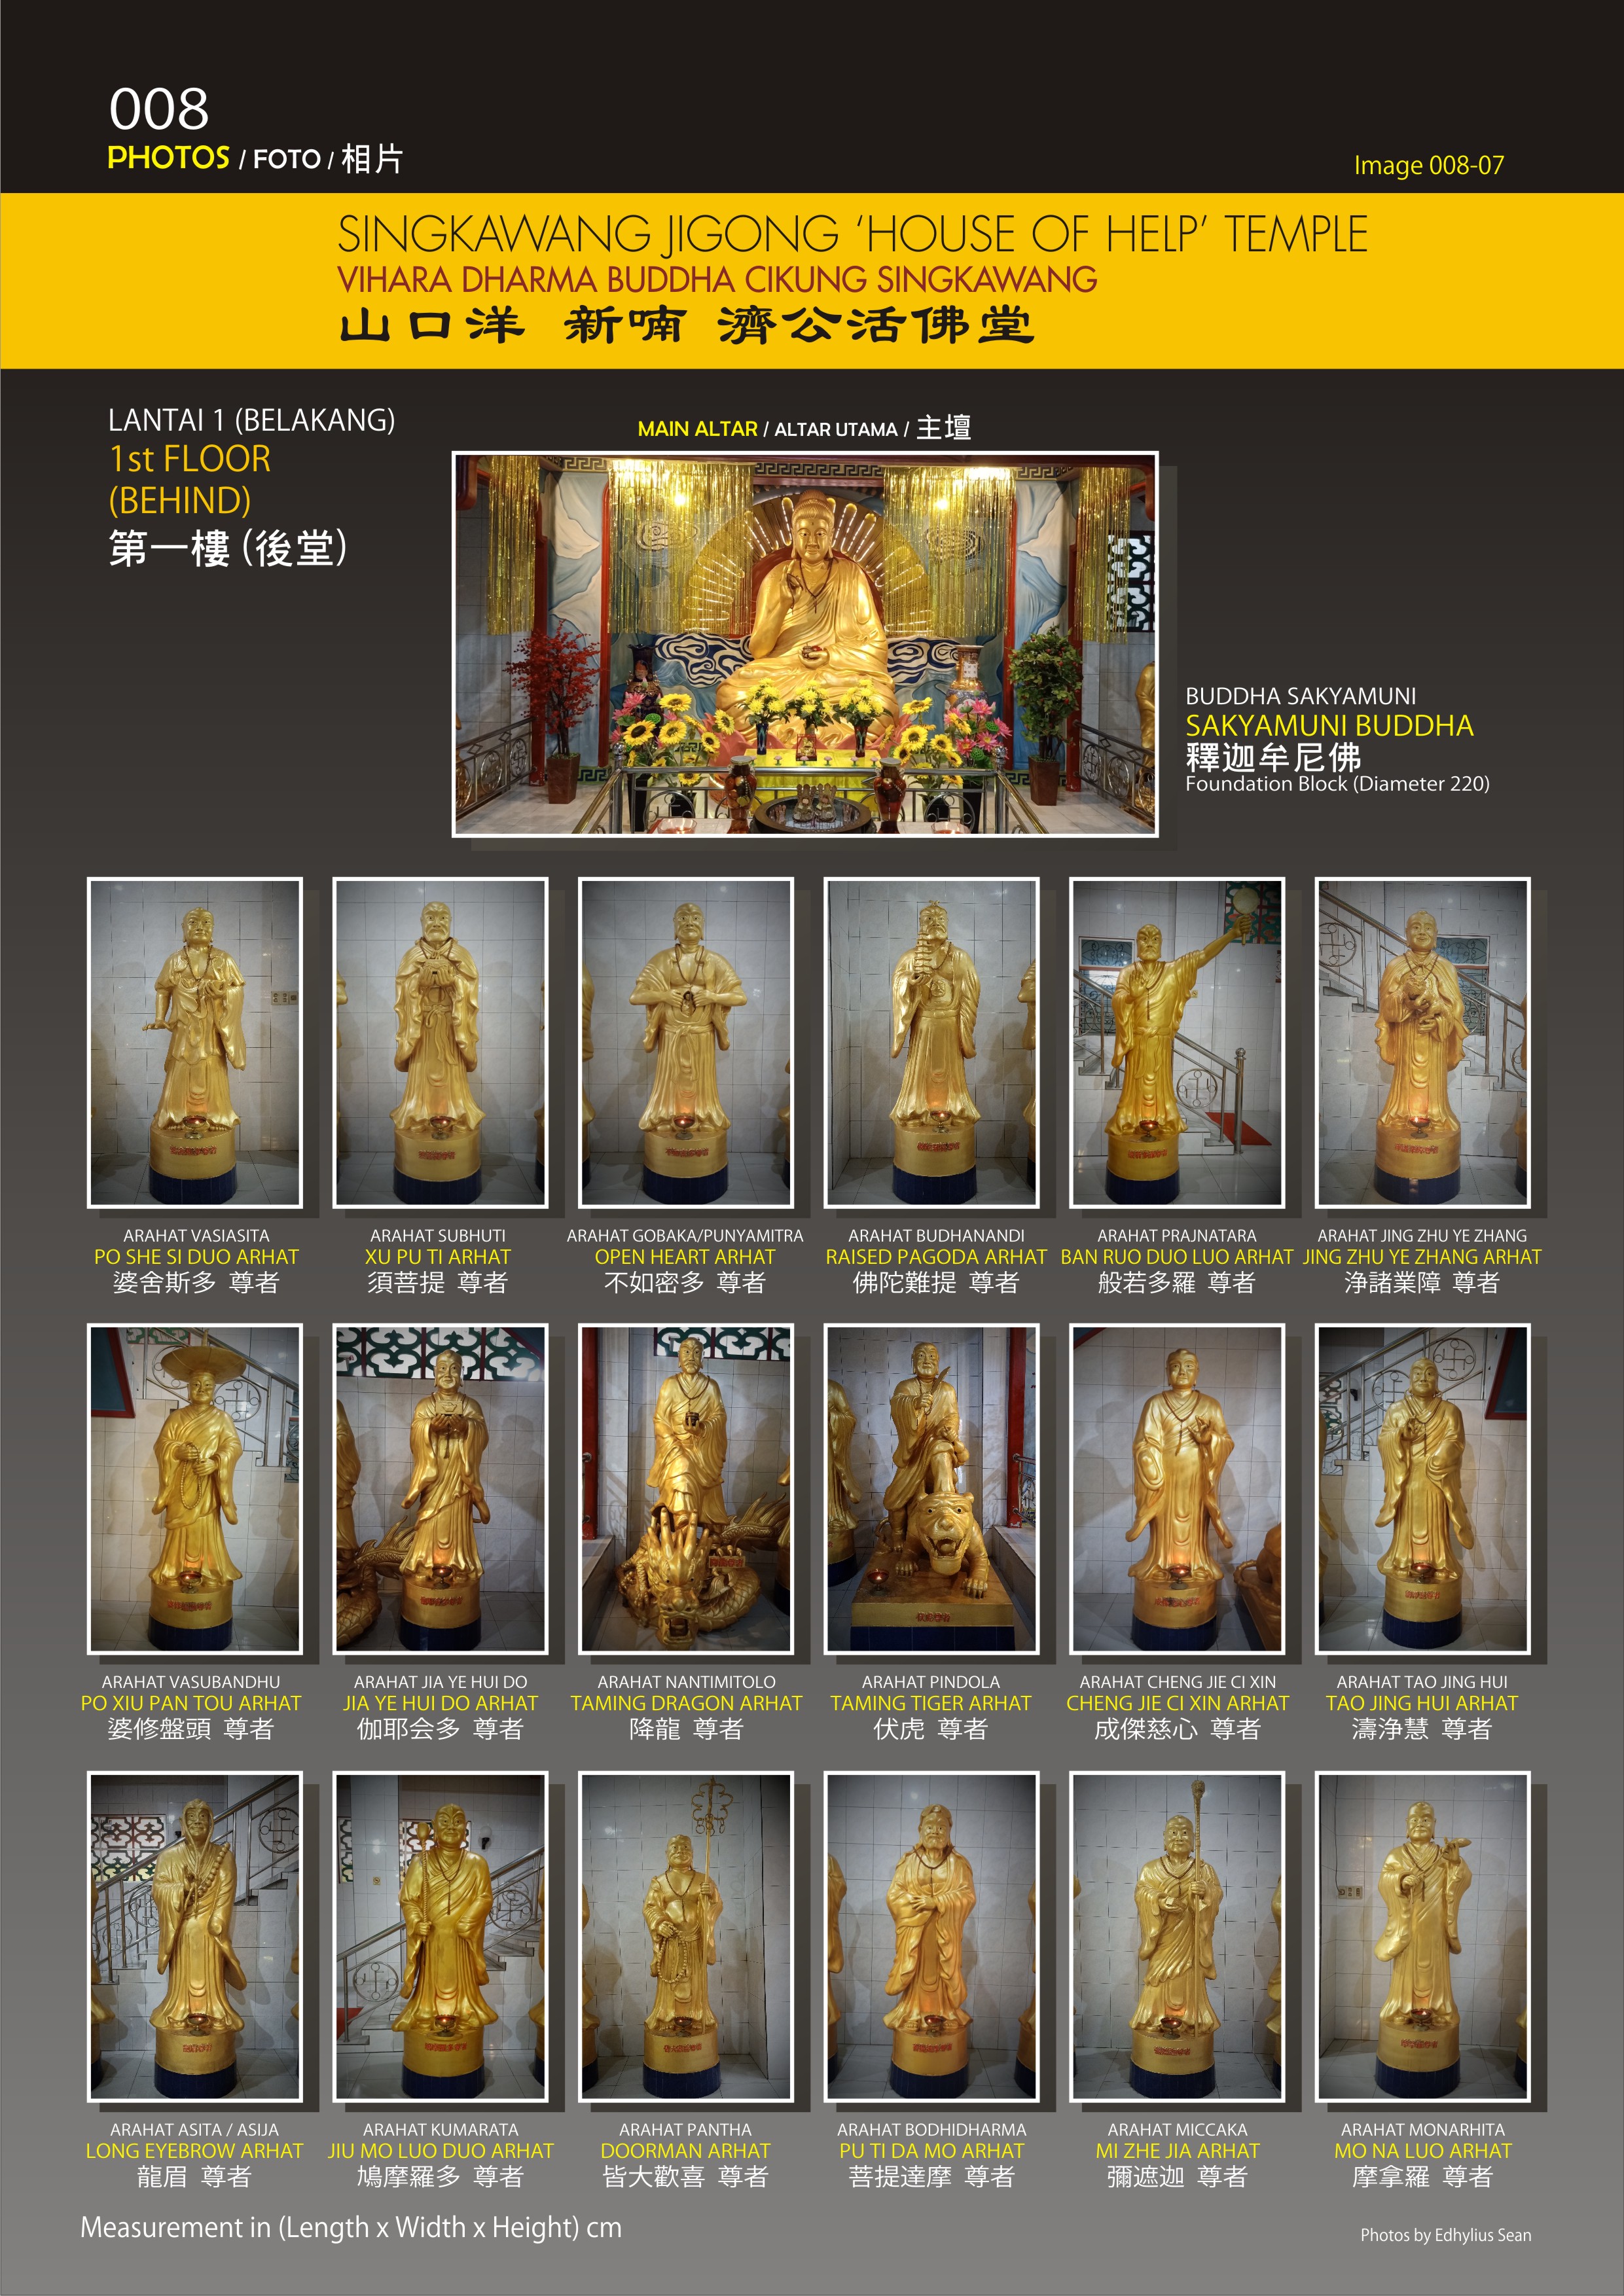 008
PHOTOS / FOTO / 相片
Image 008-07
SINGKAWANG JIGONG ‘HOUSE OF HELP’ TEMPLE
VIHARA DHARMA BUDDHA CIKUNG SINGKAWANG
山口洋 新喃 濟公活佛堂
LANTAI 1 (BELAKANG)
1st FLOOR
(BEHIND)
第一樓 (後堂)
MAIN ALTAR / ALTAR UTAMA / 主壇
BUDDHA SAKYAMUNI
SAKYAMUNI BUDDHA
釋迦牟尼佛
Foundation Block (Diameter 220)
ARAHAT VASIASITA
PO SHE SI DUO ARHAT
婆舍斯多 尊者
ARAHAT SUBHUTI
XU PU TI ARHAT
須菩提 尊者
ARAHAT GOBAKA/PUNYAMITRA
OPEN HEART ARHAT
不如密多 尊者
ARAHAT BUDHANANDI
RAISED PAGODA ARHAT
佛陀難提 尊者
ARAHAT PRAJNATARA
BAN RUO DUO LUO ARHAT
般若多羅 尊者
ARAHAT JING ZHU YE ZHANG
JING ZHU YE ZHANG ARHAT
浄諸業障 尊者
ARAHAT VASUBANDHU
PO XIU PAN TOU ARHAT
婆修盤頭 尊者
ARAHAT JIA YE HUI DO
JIA YE HUI DO ARHAT
伽耶会多 尊者
ARAHAT NANTIMITOLO
TAMING DRAGON ARHAT
降龍 尊者
ARAHAT PINDOLA
TAMING TIGER ARHAT
伏虎 尊者
ARAHAT CHENG JIE CI XIN
CHENG JIE CI XIN ARHAT
成傑慈心 尊者
ARAHAT TAO JING HUI
TAO JING HUI ARHAT
濤浄慧 尊者
ARAHAT ASITA / ASIJA
LONG EYEBROW ARHAT
龍眉 尊者
ARAHAT KUMARATA
JIU MO LUO DUO ARHAT
鳩摩羅多 尊者
ARAHAT PANTHA
DOORMAN ARHAT
皆大歡喜 尊者
ARAHAT BODHIDHARMA
PU TI DA MO ARHAT
菩提達摩 尊者
ARAHAT MICCAKA
MI ZHE JIA ARHAT
彌遮迦 尊者
ARAHAT MONARHITA
MO NA LUO ARHAT
摩拿羅 尊者
Measurement in (Length x Width x Height) cm
Photos by Edhylius Sean